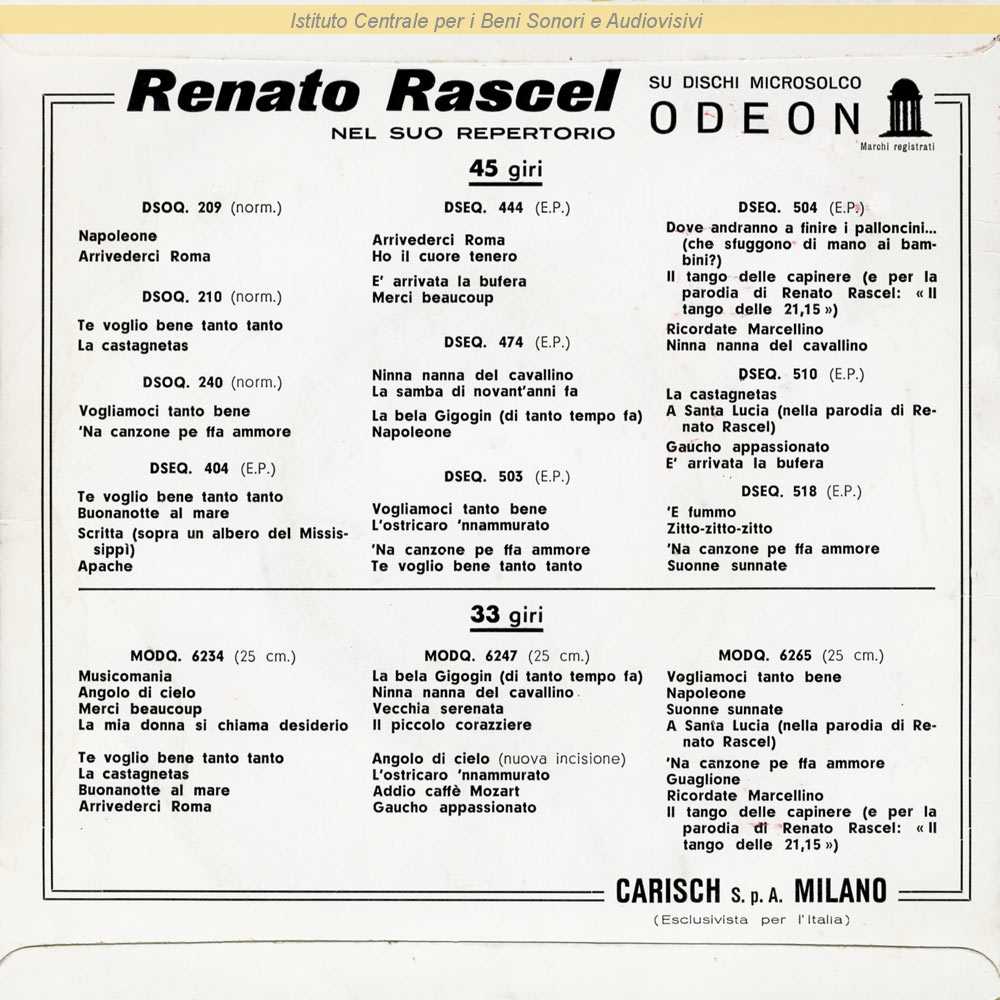 Istituto Centrale per i Beni Sonori e Audiovisivi
Renato Rascel
NEL SUO REPERTORIO
SU DISCHI MICROSOLCO
ODEON
Marchi registrati
45 giri
DSOQ. 209 (norm.)
Napoleone
Arrivederci Roma
DSOQ. 210 (norm.)
Te voglio bene tanto tanto
La castagnetas
DSOQ. 240 (norm.)
Vogliamoci tanto bene
'Na canzone pe ffa ammore
DSEQ. 404 (E.P.)
Te voglio bene tanto tanto
Buonanotte al mare
Scritta (sopra un albero del Missis-
sippì)
Apache
DSEQ. 444 (E.P.)
Arrivederci Roma
Ho il cuore tenero
E' arrivata la bufera
Merci beaucoup
DSEQ. 474 (E.P.)
Ninna nanna del cavallino
La samba di novant'anni fa
La bela Gigogin (di tanto tempo fa)
Napoleone
DSEQ. 503 (E.P.)
Vogliamoci tanto bene
L'ostricaro 'nnammurato
'Na canzone pe ffa ammore
Te voglio bene tanto tanto
DSEQ. 504 (E.P.)
Dove andranno a finire i palloncini...
(che sfuggono di mano ai bam-
bini?)
Il tango delle capinere (e per la
parodia di Renato Rascel: « Il
tango delle 21,15 »)
Ricordate Marcellino
Ninna nanna del cavallino
DSEQ. 510 (E.P.)
La castagnetas
A Santa Lucia (nella parodia di Re-
nato Rascel)
Gaucho appassionato
E' arrivata la bufera
DSEQ. 518 (E.P.)
'E fummo
Zitto-zitto-zitto
'Na canzone pe ffa ammore
Suonne sunnate
33 giri
MODQ. 6234 (25 cm.)
Musicomania
Angolo di cielo
Merci beaucoup
La mia donna si chiama desiderio
Te voglio bene tanto tanto
La castagnetas
Buonanotte al mare
Arrivederci Roma
MODQ. 6247 (25 cm.)
La bela Gigogin (di tanto tempo fa)
Ninna nanna del cavallino
Vecchia serenata
Il piccolo corazziere
Angolo di cielo (nuova incisione)
L'ostricaro 'nnammurato
Addio caffè Mozart
Gaucho appassionato
MODQ. 6265 (25 cm.)
Vogliamoci tanto bene
Napoleone
Suonne sunnate
A Santa Lucia (nella parodia di Re-
nato Rascel)
'Na canzone pe ffa ammore
Guaglione
Ricordate Marcellino
Il tango delle capinere (e per la
parodia di Renato Rascel: « Il
tango delle 21,15 »)
CARISCH S. p. A. MILANO
(Esclusivista per l'Italia)